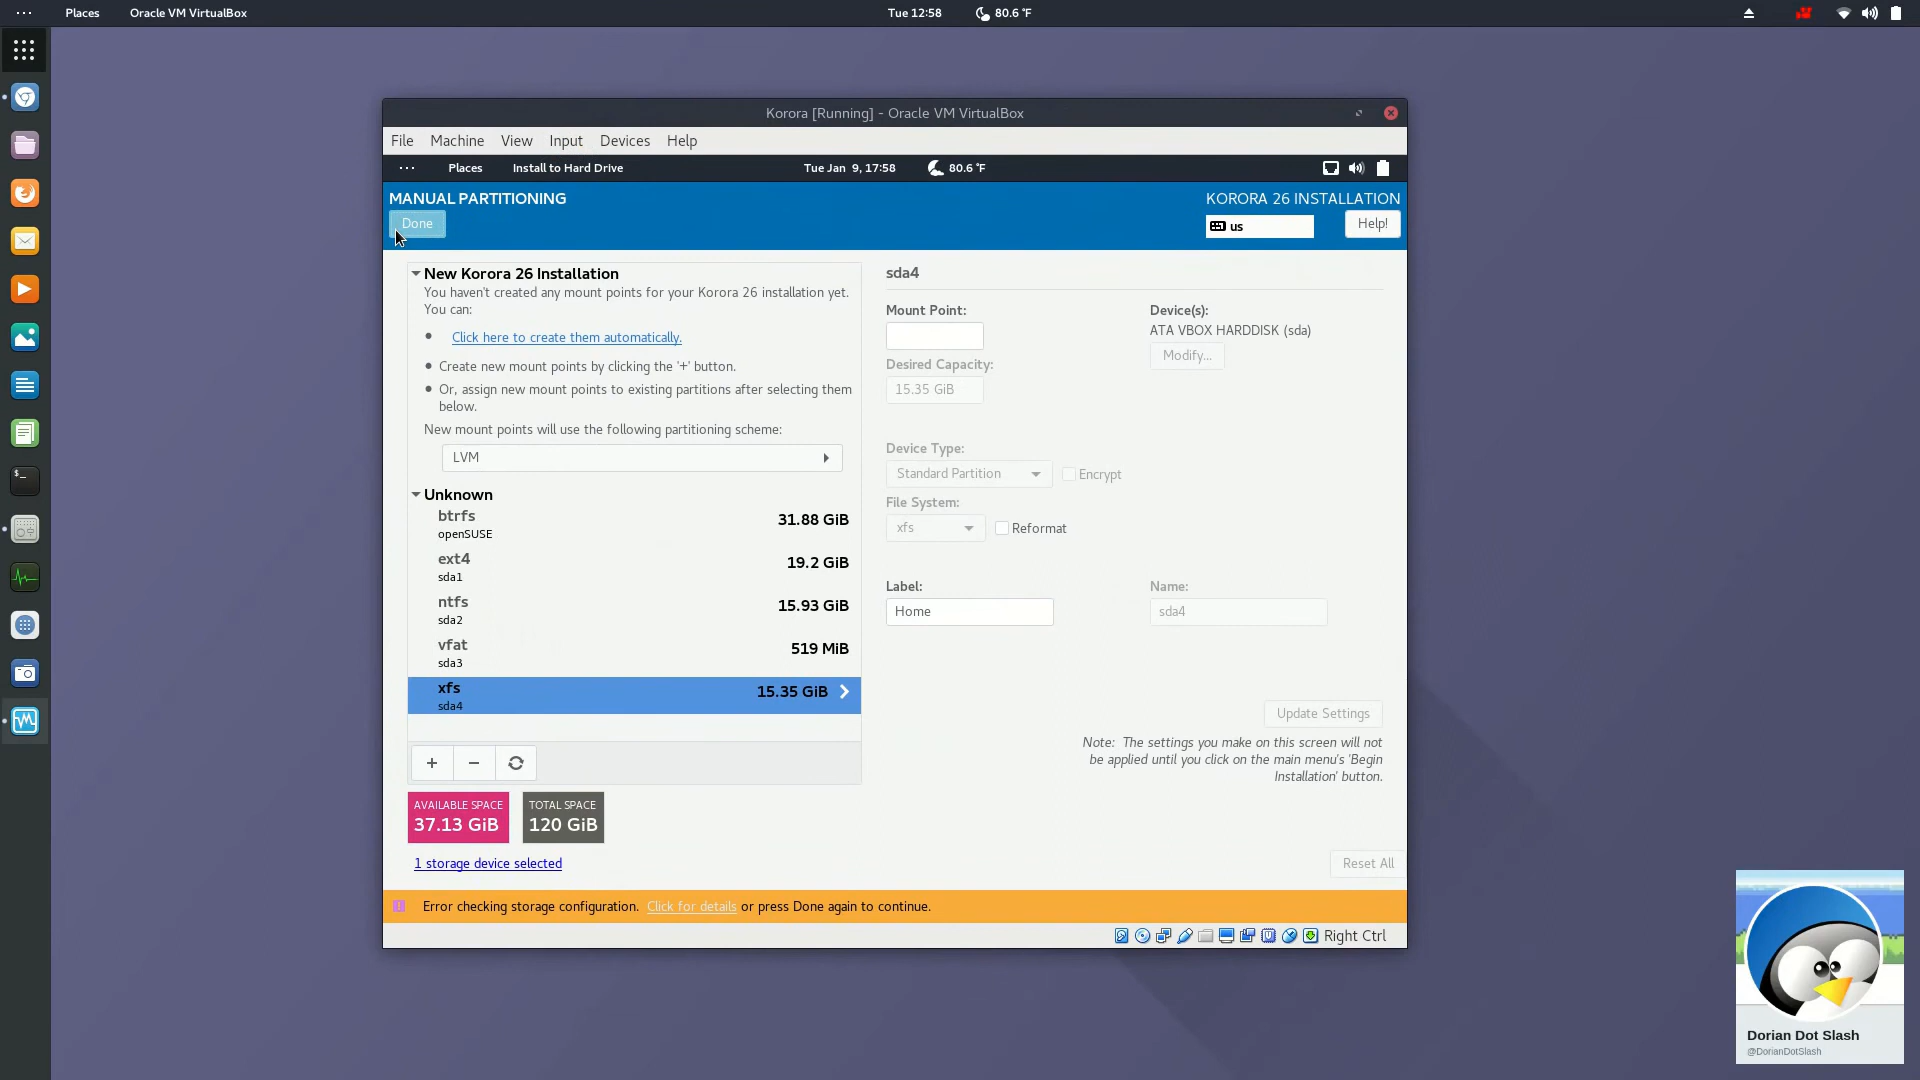 Places
Oracle VM VirtualBox
Tue 12:58
80.6 °F
Korora [Running] - Oracle VM VirtualBox
File
Machine
View
Input
Devices
Help
Places
Install to Hard Drive
Tue Jan 9, 17:58
80.6 °F
MANUAL PARTITIONING
KORORA 26 INSTALLATION
Done
us
Help!
New Korora 26 Installation
You haven't created any mount points for your Korora 26 installation yet.
You can:
Click here to create them automatically.
Create new mount points by clicking the '+' button.
Or, assign new mount points to existing partitions after selecting them
below.
New mount points will use the following partitioning scheme:
LVM
Unknown
btrfs
openSUSE
31.88 GiB
ext4
sda1
19.2 GiB
ntfs
sda2
15.93 GiB
vfat
sda3
519 MiB
xfs
sda4
15.35 GiB
AVAILABLE SPACE
37.13 GiB
TOTAL SPACE
120 GiB
1 storage device selected
sda4
Mount Point:
Device(s):
ATA VBOX HARDDISK (sda)
Modify...
Desired Capacity:
15.35 GiB
Device Type:
Standard Partition
Encrypt
File System:
xfs
Reformat
Label:
Home
Name:
sda4
Update Settings
Note: The settings you make on this screen will not
be applied until you click on the main menu's 'Begin
Installation' button.
Reset All
Error checking storage configuration. Click for details or press Done again to continue.
Right Ctrl
Dorian Dot Slash
@DorianDotSlash